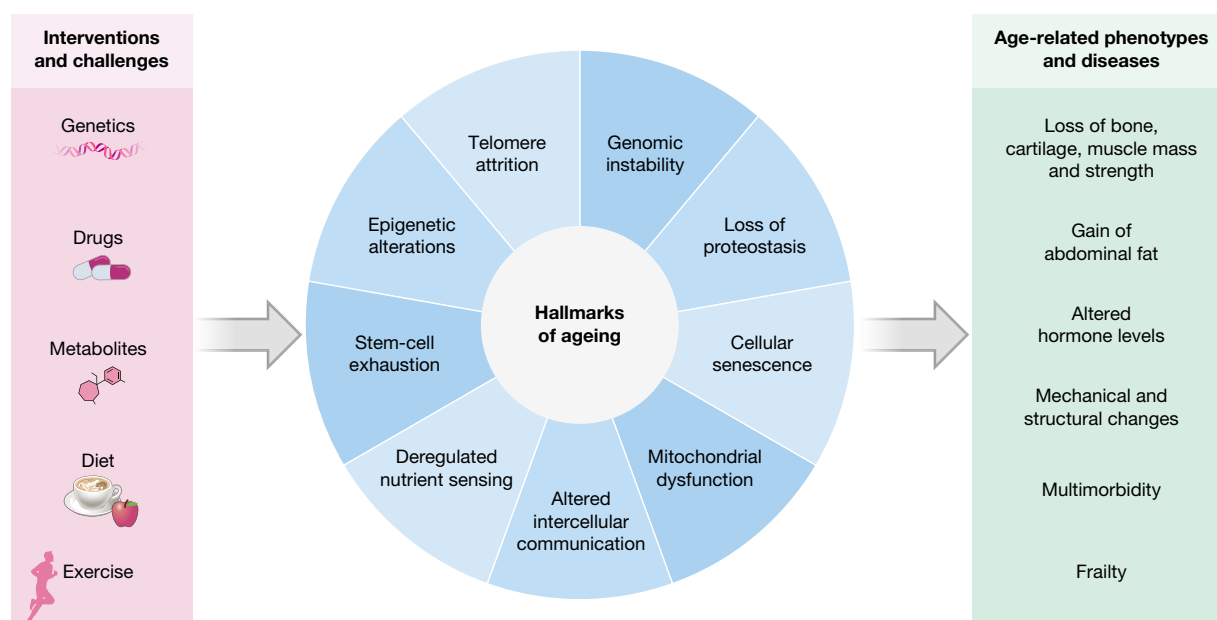 Interventions
and challenges
Genetics
Drugs
Metabolites
Diet
Exercise
Telomere
attrition
Genomic
instability
Epigenetic
alterations
Loss of
proteostasis
Hallmarks
of ageing
Stem-cell
exhaustion
Cellular
senescence
Deregulated
nutrient sensing
Mitochondrial
dysfunction
Altered
intercellular
communication
Age-related phenotypes
and diseases
Loss of bone,
cartilage, muscle mass
and strength
Gain of
abdominal fat
Altered
hormone levels
Mechanical and
structural changes
Multimorbidity
Frailty